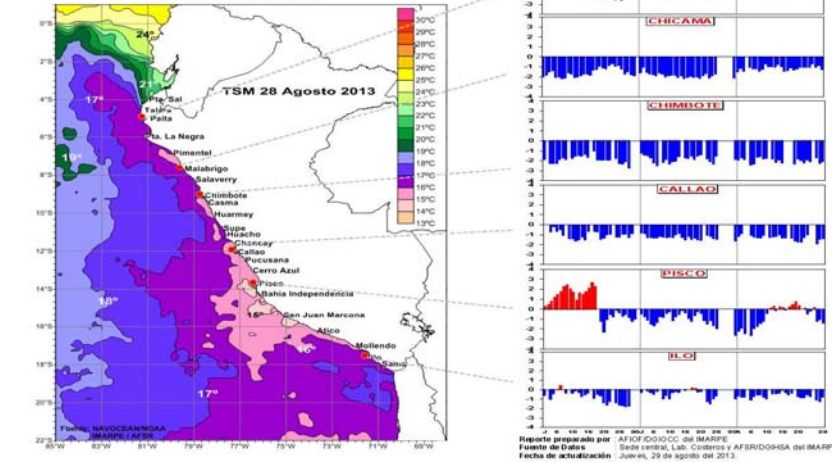 TSM 28 Agosto 2013
0°S
2°S
4°S
6°S
8°S
10°S
12°S
14°S
16°S
18°S
20°S
22°S
85°W
83°W
81°W
79°W
77°W
75°W
73°W
71°W
69°W
24°
21
17°
19°
18°
15°
16°
17°
Pta. Sal
Talara
Paita
Pta. La Negra
Pimentel
Malabrigo
Salaverry
Chimbote
Casma
Huarmey
Supe
Huacho
Chancay
Callao
Pucusana
Cerro Azul
Pisco
Bahia Independencia
San Juan Marcona
Atico
Mollendo
Ilo
Sama
30°C
29°C
28°C
27°C
26°C
25°C
24°C
23°C
22°C
21°C
20°C
19°C
18°C
17°C
16°C
15°C
14°C
13°C
Fuente: NAVOCEAN/NOAA
IMARPE / AFSR
CHICAMA
CHIMBOTE
CALLAO
PISCO
ILO
Reporte preparado por : AFIOF/DGIOCC del IMARPE
Fuente de Datos : Sede central, Lab. Costeros y AFSR/DGIHSA del IMARP
Fecha de actualización : Jueves, 29 de agosto del 2013.